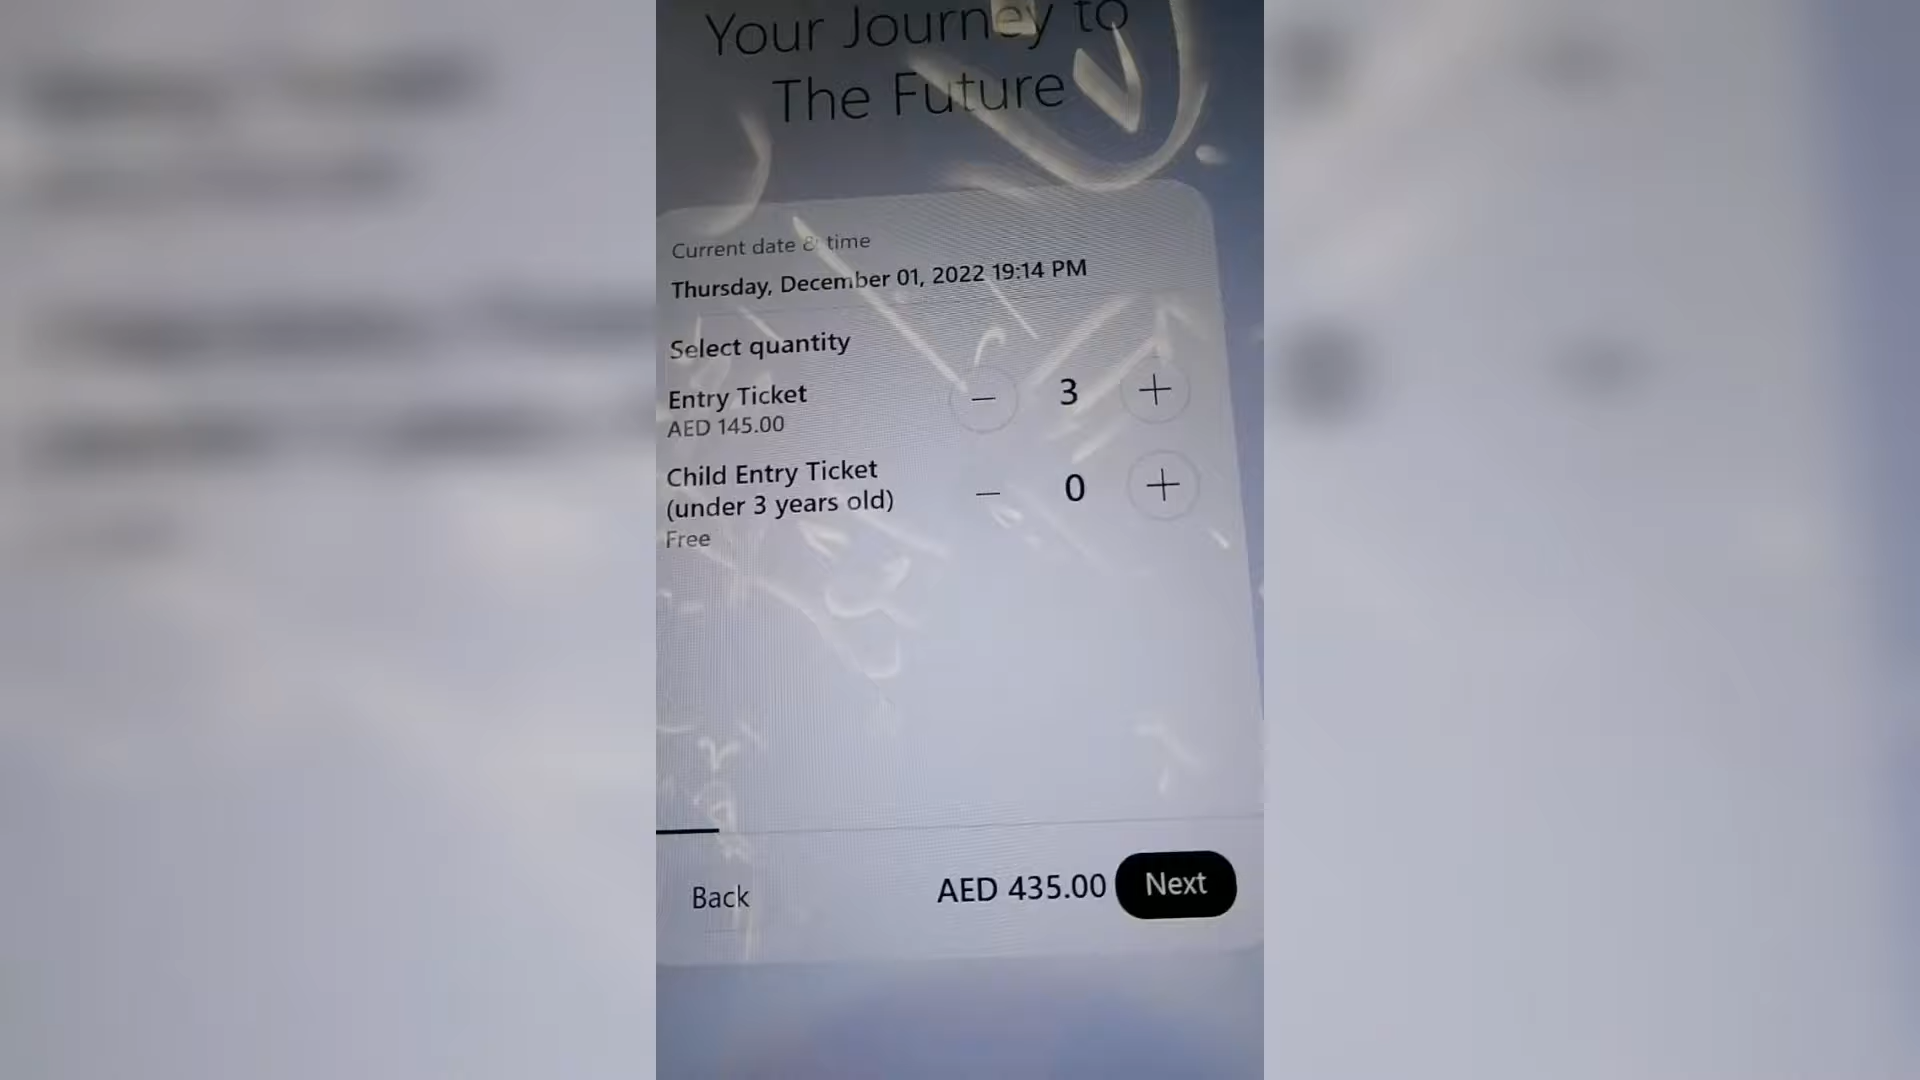 Your Journey to
The Future
Current date & time
Thursday, December 01, 2022 19:14 PM
Select quantity
Entry Ticket
AED 145.00
3
Child Entry Ticket
(under 3 years old)
Free
0
Back
AED 435.00
Next